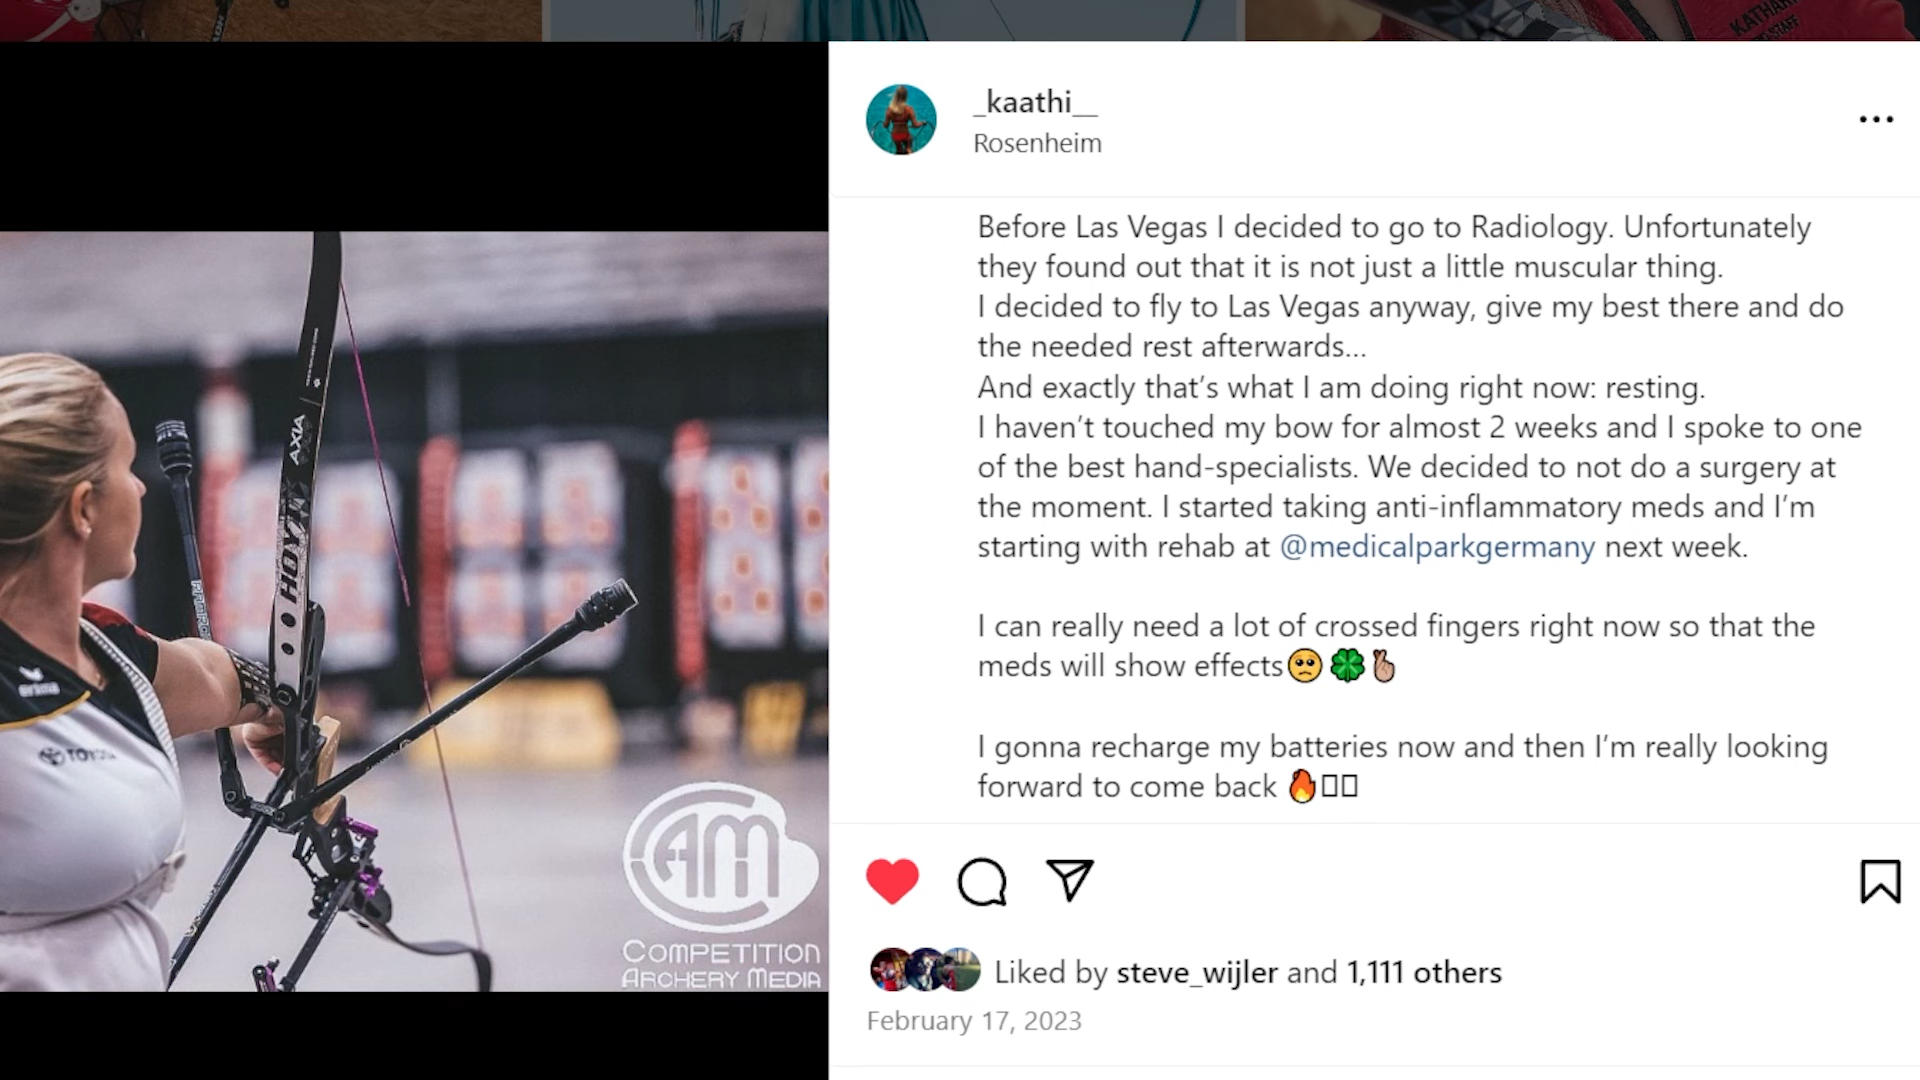 KATHAR
STAFF
_kaathi__
Rosenheim
Before Las Vegas I decided to go to Radiology. Unfortunately
they found out that it is not just a little muscular thing.
I decided to fly to Las Vegas anyway, give my best there and do
the needed rest afterwards...
And exactly that's what I am doing right now: resting.
I haven't touched my bow for almost 2 weeks and I spoke to one
of the best hand-specialists. We decided to not do a surgery at
the moment. I started taking anti-inflammatory meds and I'm
starting with rehab at @medicalparkgermany next week.
I can really need a lot of crossed fingers right now so that the
meds will show effects🥺🍀🤞🏼
I gonna recharge my batteries now and then I'm really looking
forward to come back 🔥
Liked by steve_wijler and 1,111 others
February 17, 2023
AXIA
HOYT
erima
TOYOTA
CAM
COMPETITION
ARCHERY MEDIA